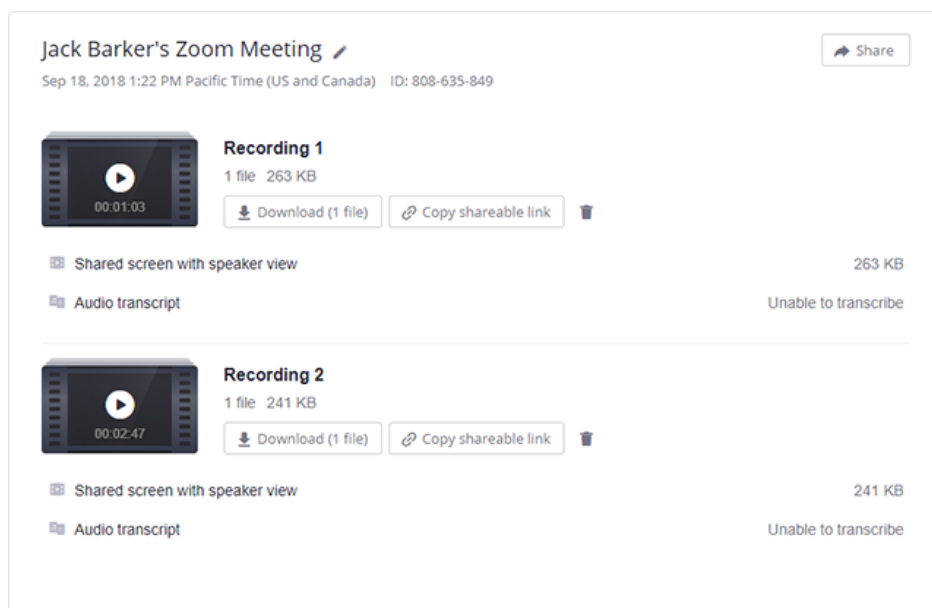 Jack Barker's Zoom Meeting
Share
Sep 18, 2018 1:22 PM Pacific Time (US and Canada) ID: 808-635-849
Recording 1
1 file 263 KB
00:01:03
Download (1 file)
Copy shareable link
Shared screen with speaker view 263 KB
Audio transcript Unable to transcribe
Recording 2
1 file 241 KB
00:02:47
Download (1 file)
Copy shareable link
Shared screen with speaker view 241 KB
Audio transcript Unable to transcribe